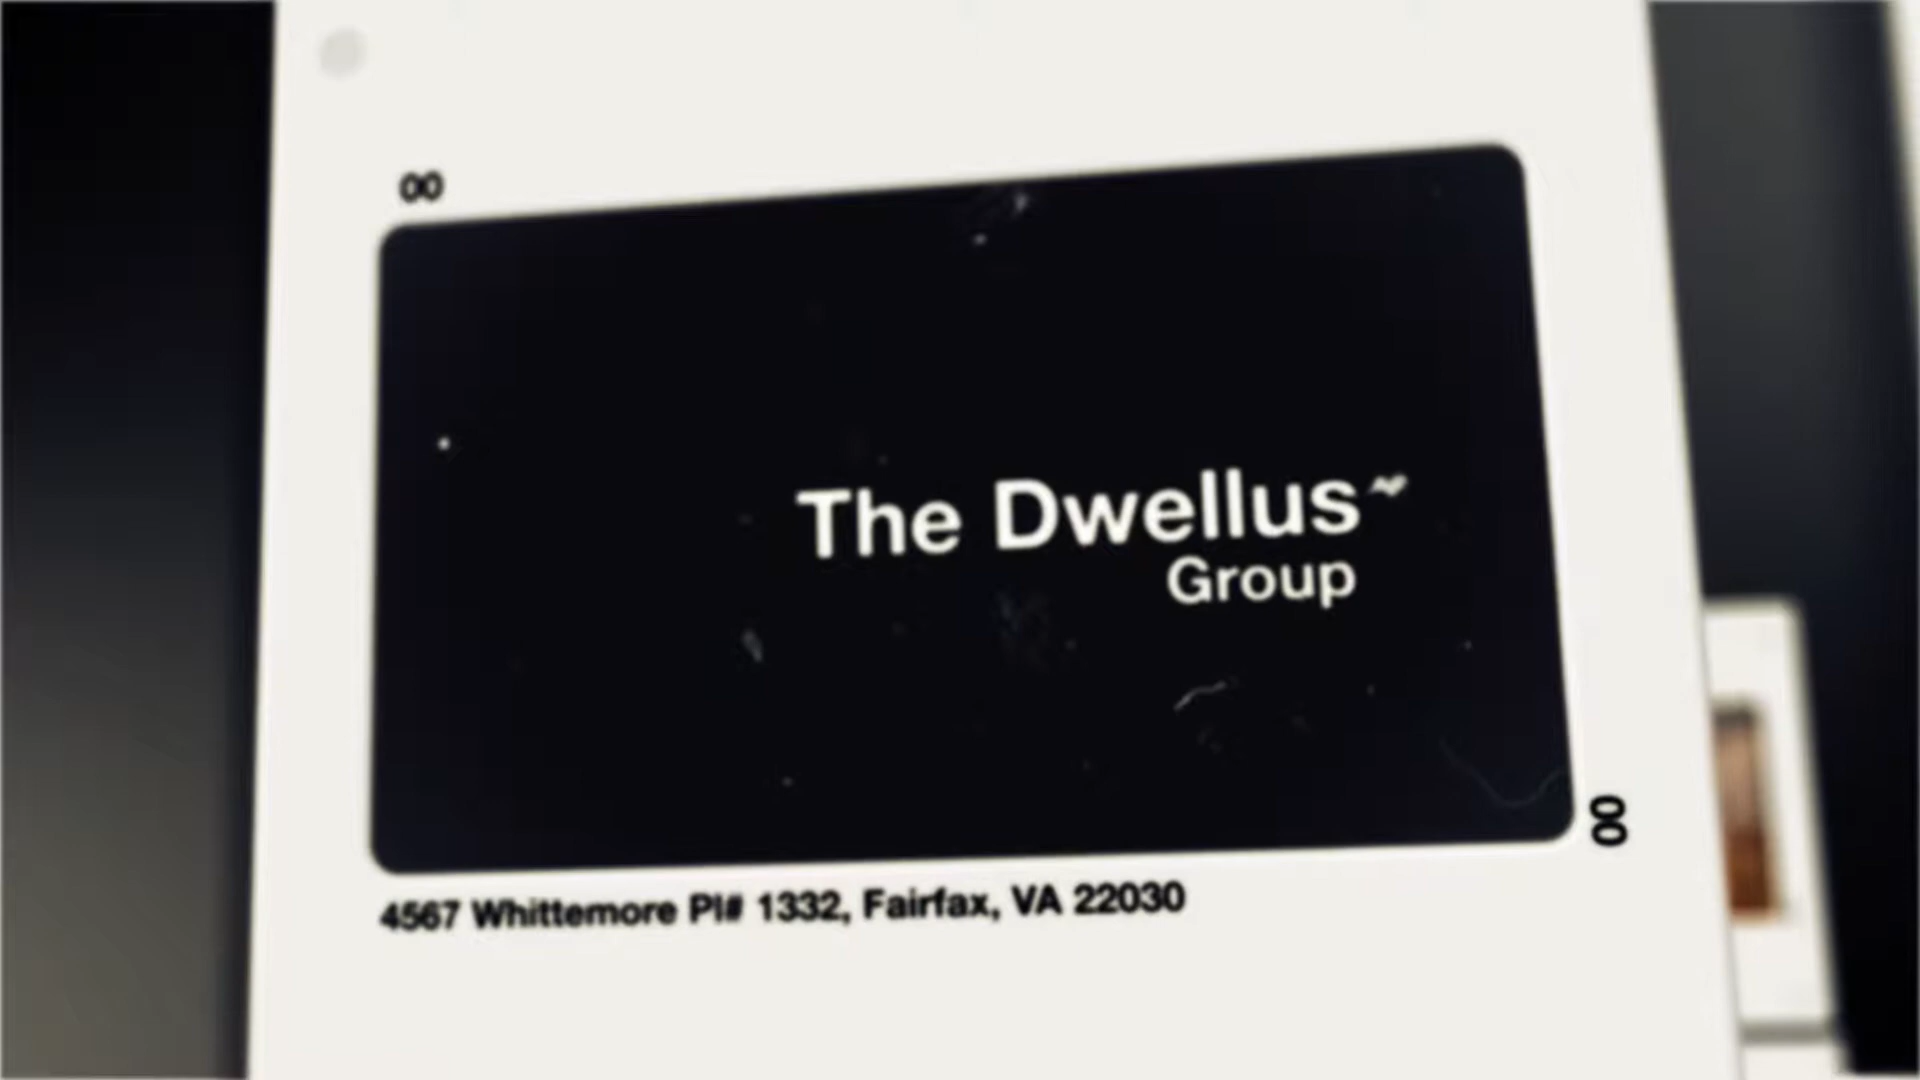 00
The Dwellus
Group
00
4567 Whittemore Pl# 1332, Fairfax, VA 22030